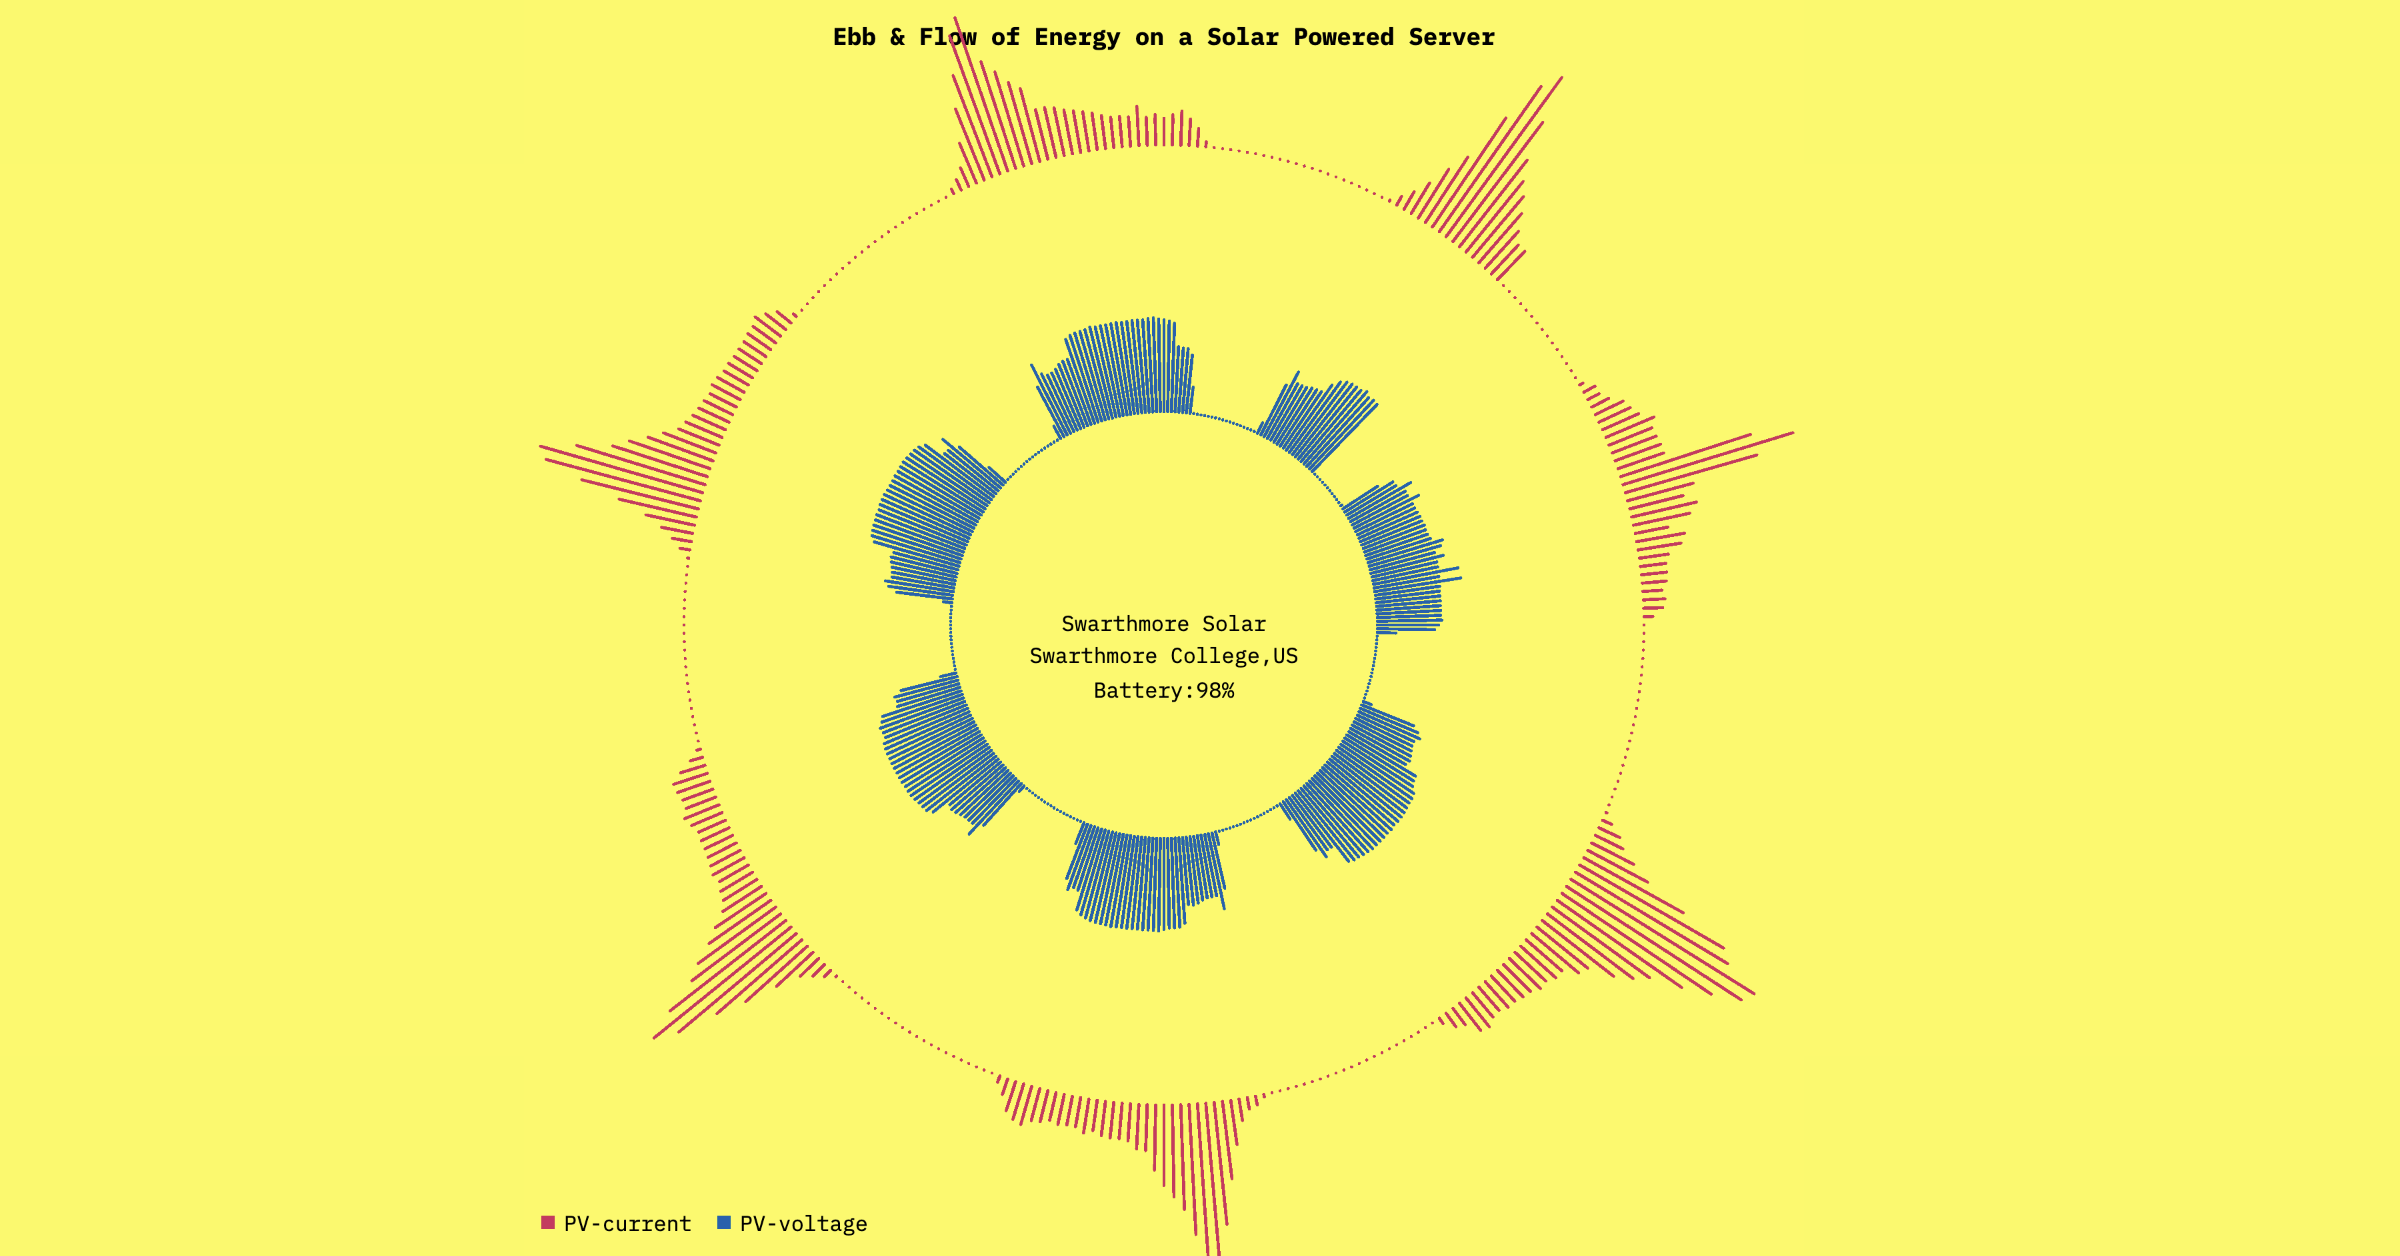 Ebb & Flow of Energy on a Solar Powered Server
Swarthmore Solar
Swarthmore College,US
Battery:98%
PV-current
PV-voltage